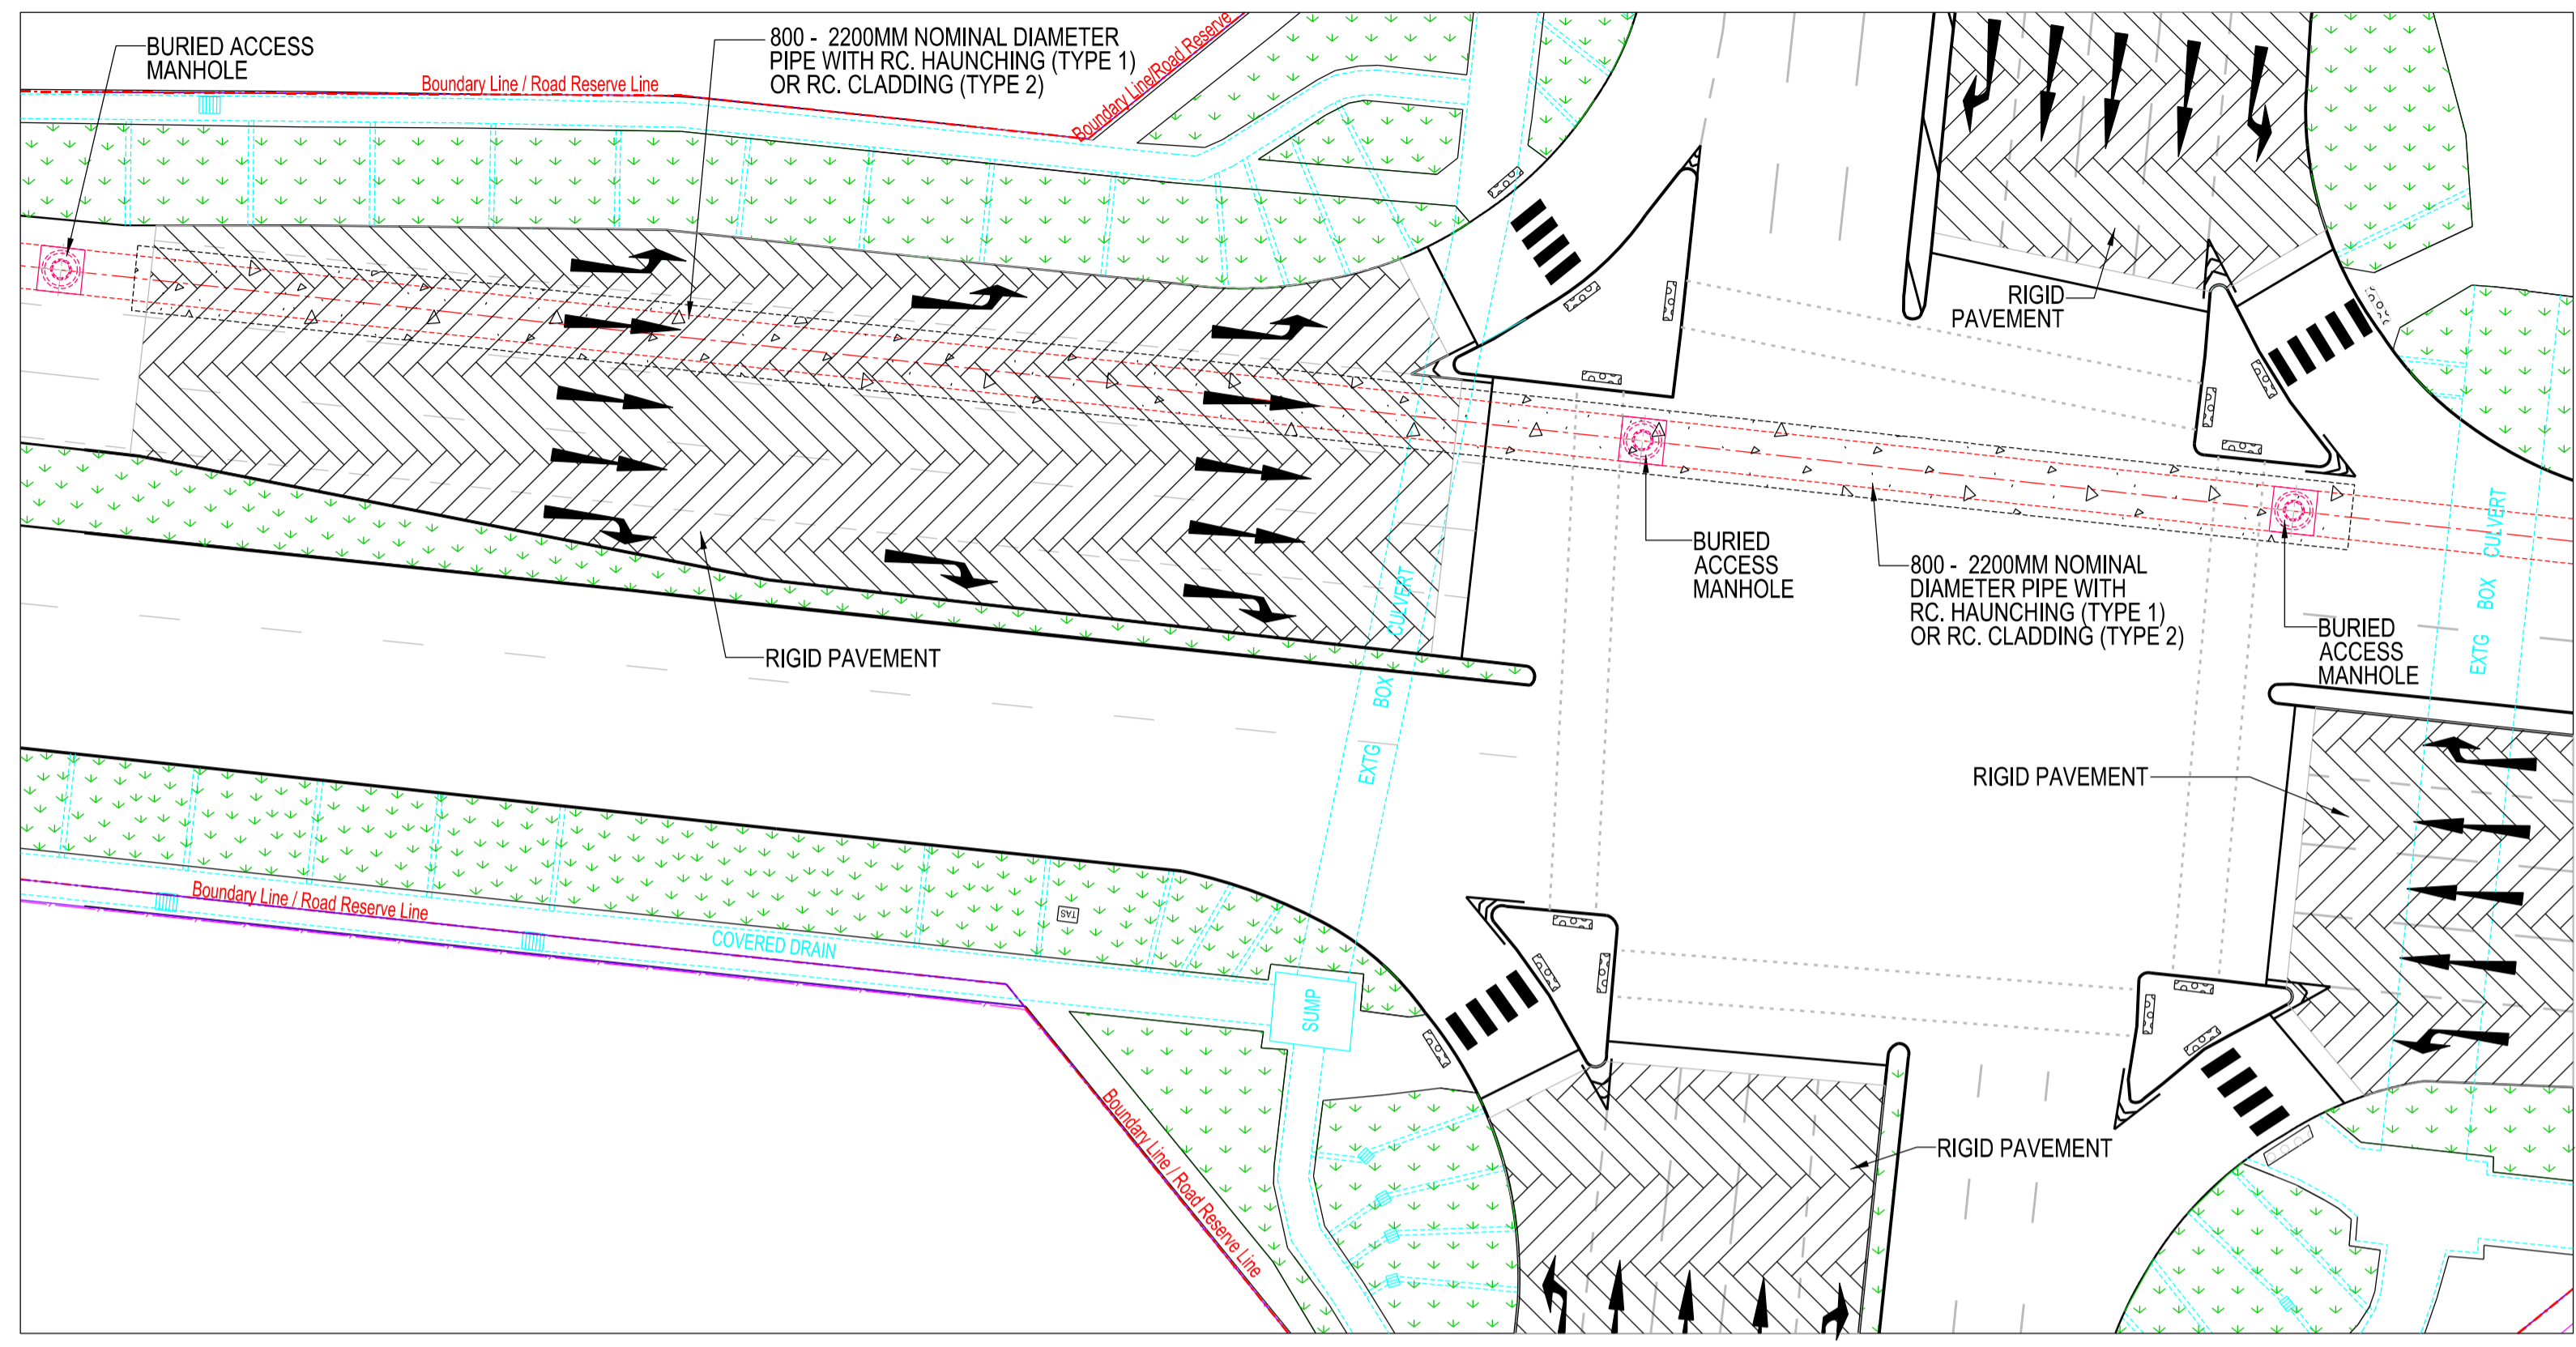 BURIED ACCESS
MANHOLE
800 - 2200MM NOMINAL DIAMETER
PIPE WITH RC. HAUNCHING (TYPE 1)
OR RC. CLADDING (TYPE 2)
Boundary Line / Road Reserve Line
Boundary Line/Road Reserve
RIGID
PAVEMENT
BURIED
ACCESS
MANHOLE
800 - 2200MM NOMINAL
DIAMETER PIPE WITH
RC. HAUNCHING (TYPE 1)
OR RC. CLADDING (TYPE 2)
BURIED
ACCESS
MANHOLE
EXTG BOX CULVERT
EXTG BOX CULVERT
RIGID PAVEMENT
RIGID PAVEMENT
Boundary Line / Road Reserve Line
COVERED DRAIN
TAS
SUMP
Boundary Line / Road Reserve Line
RIGID PAVEMENT